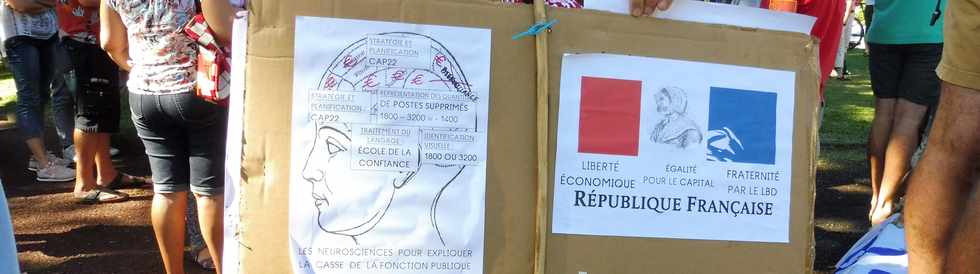 STRATÉGIE ET
PLANIFICATION
CAP22
REPRÉSENTATION DES QUANTITÉS
STRATÉGIE ET
PLANIFICATION :
CAP22
DE POSTES SUPPRIMÉS
1800 - 3200 = - 1400
TRAITEMENT DU
LANGAGE :
ÉCOLE DE LA
CONFIANCE
IDENTIFICATION
VISUELLE
1800 OU 3200
LES NEUROSCIENCES POUR EXPLIQUER
LA CASSE DE LA FONCTION PUBLIQUE
LIBERTÉ
ÉCONOMIQUE
ÉGALITÉ
POUR LE CAPITAL
FRATERNITÉ
PAR LE LBD
RÉPUBLIQUE FRANÇAISE